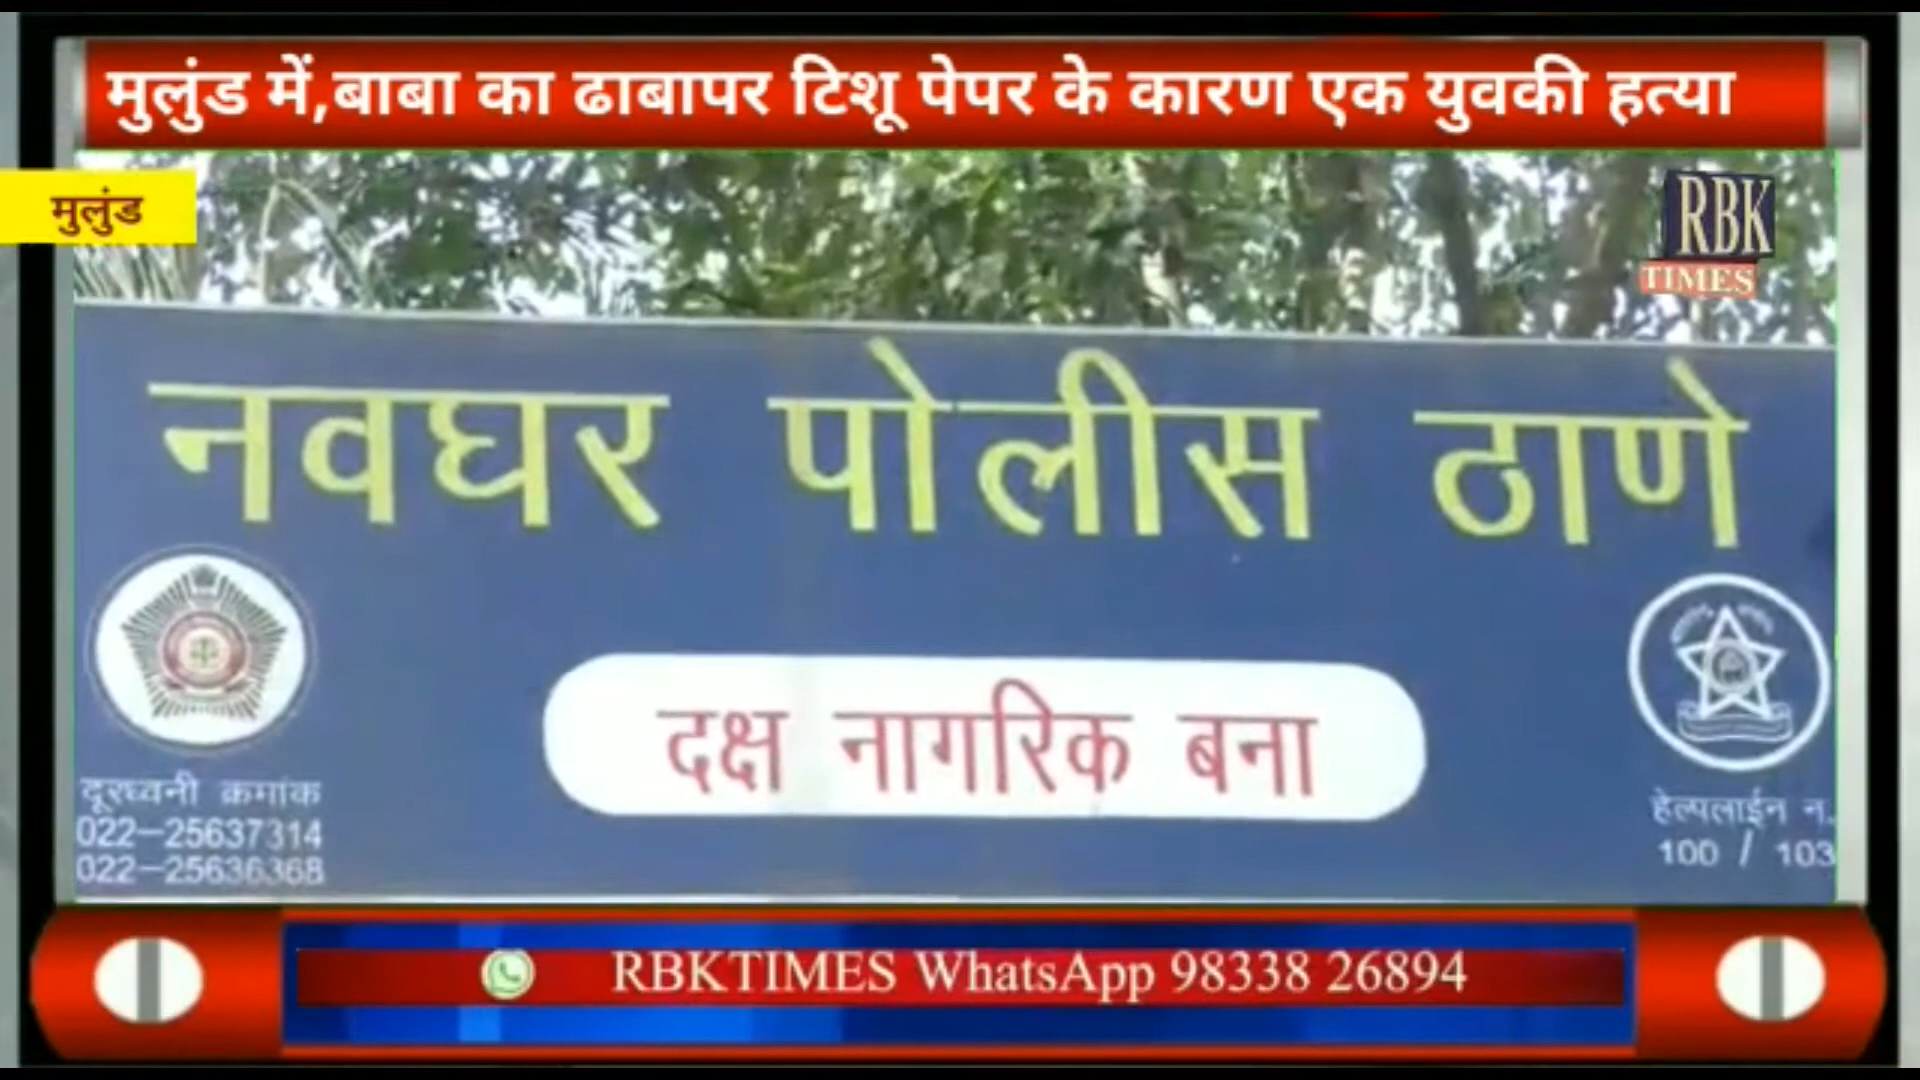 मुलुंड में,बाबा का ढाबापर टिशू पेपर के कारण एक युवकी हत्या
मुलुंड
RBK
TIMES
नवघर पोलीस ठाणे
दक्ष नागरिक बना
दूरध्वनी क्रमांक
022-25637314
022-25636368
हेल्पलाईन न.
100 / 103
RBKTIMES WhatsApp 98338 26894